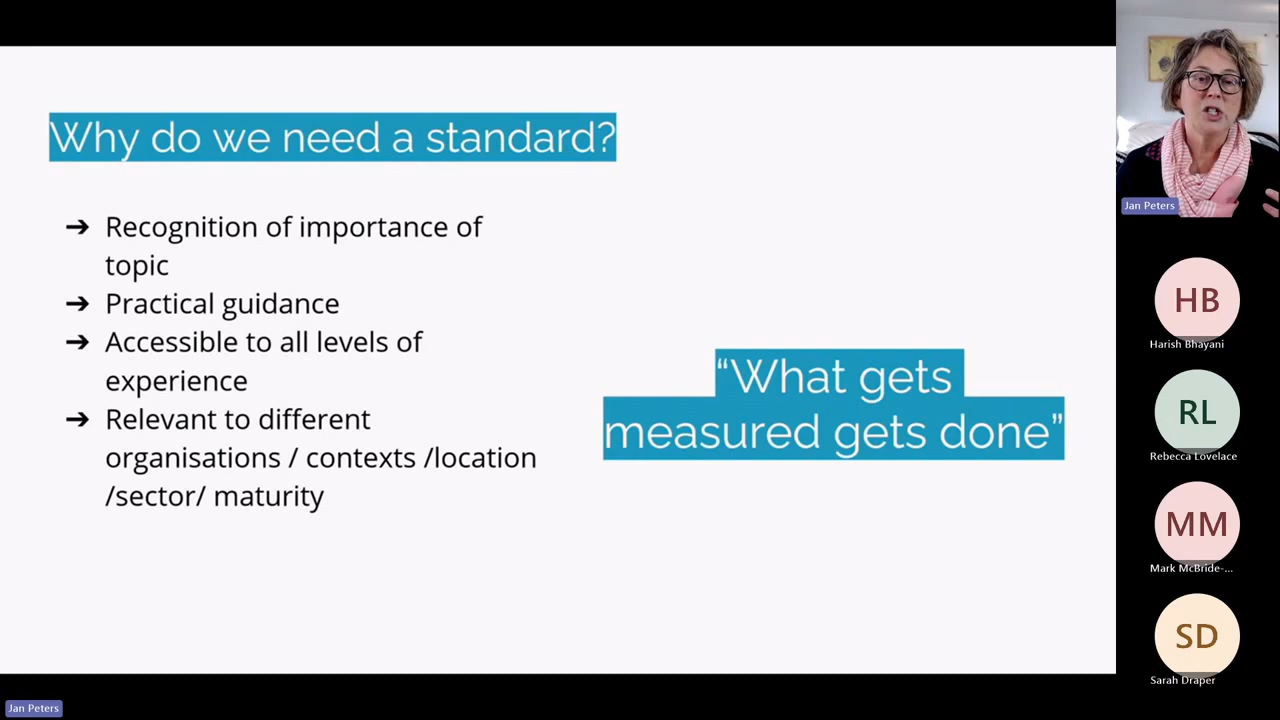 Why do we need a standard?
➔ Recognition of importance of
topic
➔ Practical guidance
➔ Accessible to all levels of
experience
➔ Relevant to different
organisations / contexts /location
/sector/ maturity
“What gets
measured gets done”
Jan Peters
HB
Harish Bhayani
RL
Rebecca Lovelace
MM
Mark McBride-...
SD
Sarah Draper
Jan Peters